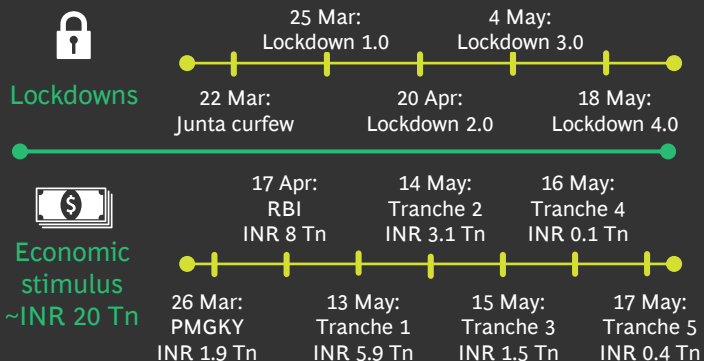 25 Mar:
Lockdown 1.0
4 May:
Lockdown 3.0
Lockdowns
22 Mar:
Junta curfew
20 Apr:
Lockdown 2.0
18 May:
Lockdown 4.0
17 Apr:
RBI
INR 8 Tn
14 May:
Tranche 2
INR 3.1 Tn
16 May:
Tranche 4
INR 0.1 Tn
$
Economic
stimulus
~INR 20 Tn
26 Mar:
PMGKY
INR 1.9 Tn
13 May:
Tranche 1
INR 5.9 Tn
15 May:
Tranche 3
INR 1.5 Tn
17 May:
Tranche 5
INR 0.4 Tn